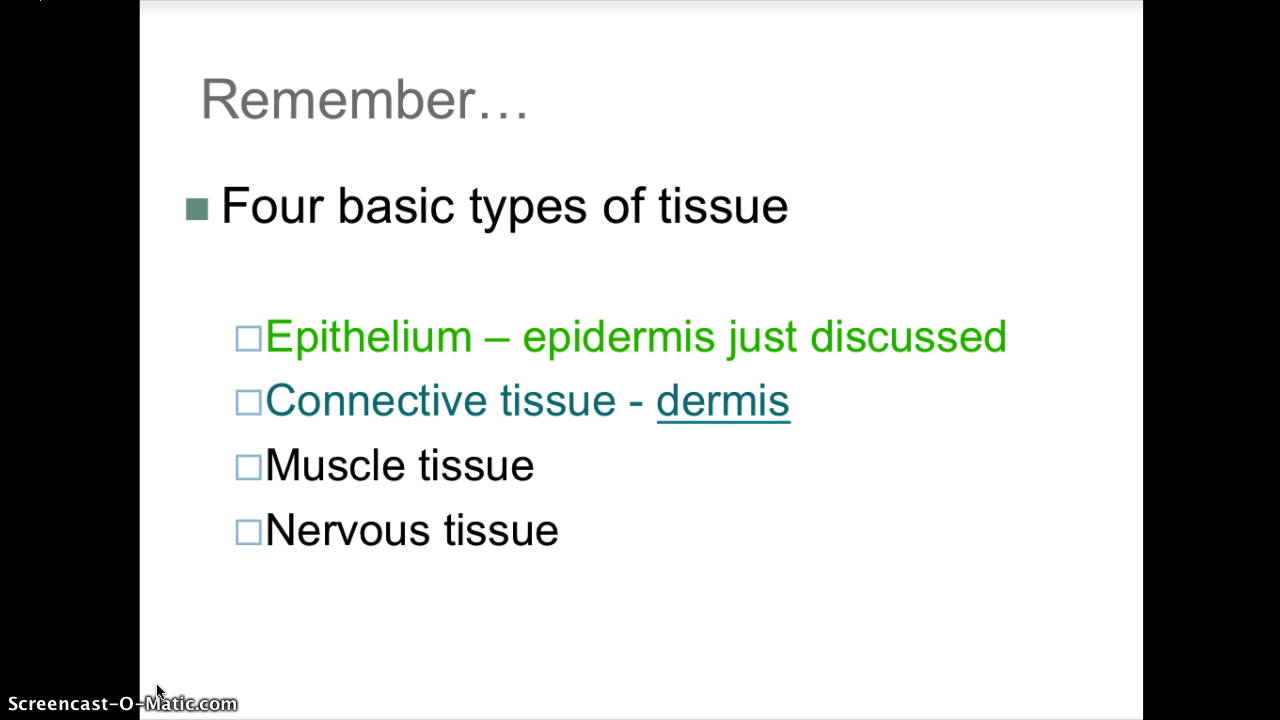 Remember…
Four basic types of tissue
Epithelium – epidermis just discussed
Connective tissue - dermis
Muscle tissue
Nervous tissue
Screencast-O-Matic.com